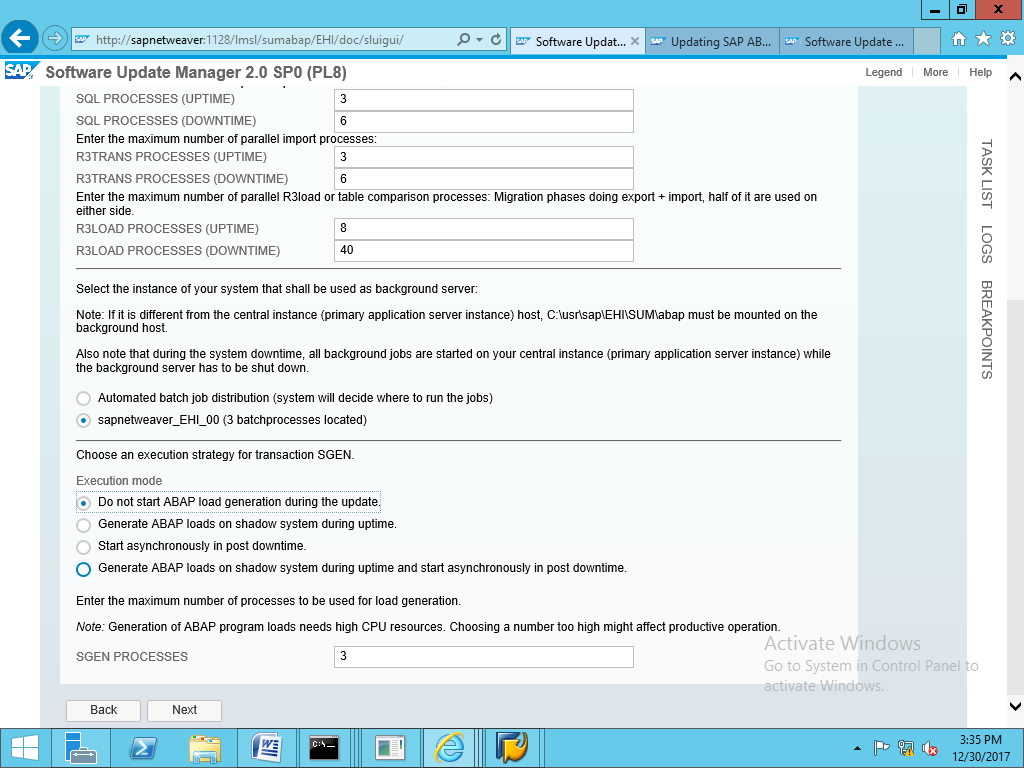 http://sapnetweaver:1128/lmsl/sumabap/EHI/doc/sluigui/
Software Updat...
Updating SAP AB...
Software Update ...
SAP
Software Update Manager 2.0 SP0 (PL8)
Legend
More
Help
SQL PROCESSES (UPTIME)
3
SQL PROCESSES (DOWNTIME)
6
Enter the maximum number of parallel import processes:
R3TRANS PROCESSES (UPTIME)
3
R3TRANS PROCESSES (DOWNTIME)
6
Enter the maximum number of parallel R3load or table comparison processes: Migration phases doing export + import, half of it are used on
either side.
R3LOAD PROCESSES (UPTIME)
8
R3LOAD PROCESSES (DOWNTIME)
40
Select the instance of your system that shall be used as background server:
Note: If it is different from the central instance (primary application server instance) host, C:\usr\sap\EHI\SUM\abap must be mounted on the
background host.
Also note that during the system downtime, all background jobs are started on your central instance (primary application server instance) while
the background server has to be shut down.
Automated batch job distribution (system will decide where to run the jobs)
sapnetweaver_EHI_00 (3 batchprocesses located)
Choose an execution strategy for transaction SGEN.
Execution mode
Do not start ABAP load generation during the update.
Generate ABAP loads on shadow system during uptime.
Start asynchronously in post downtime.
Generate ABAP loads on shadow system during uptime and start asynchronously in post downtime.
Enter the maximum number of processes to be used for load generation.
Note: Generation of ABAP program loads needs high CPU resources. Choosing a number too high might affect productive operation.
SGEN PROCESSES
3
Back
Next
TASK LIST
LOGS
BREAKPOINTS
Activate Windows
Go to System in Control Panel to
activate Windows.
3:35 PM
12/30/2017